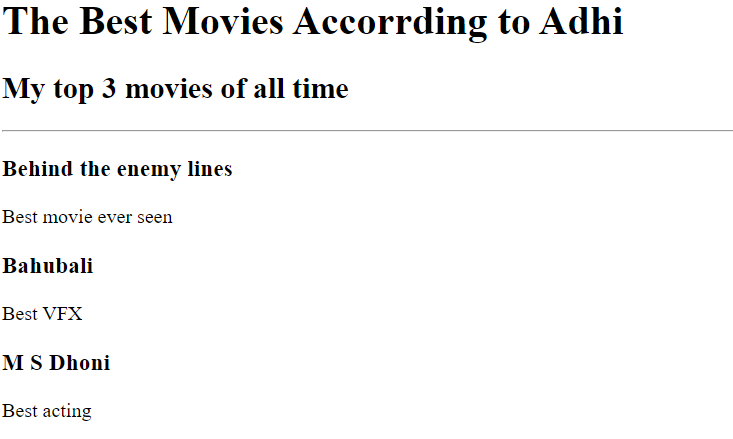 The Best Movies Accorrding to Adhi
My top 3 movies of all time
Behind the enemy lines
Best movie ever seen
Bahubali
Best VFX
M S Dhoni
Best acting